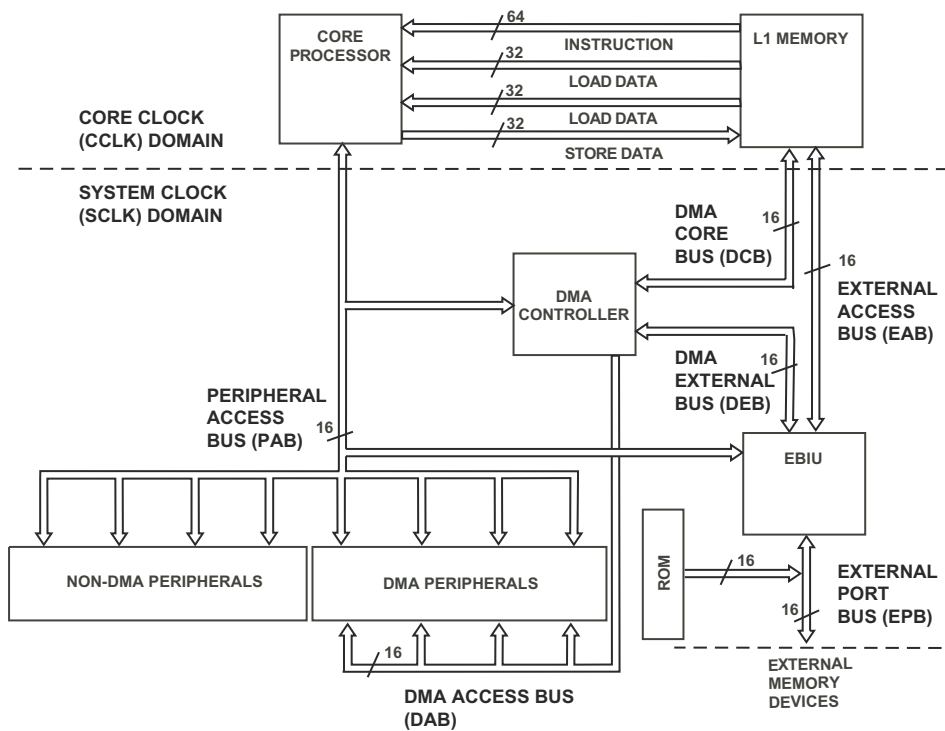 CORE
PROCESSOR
64
INSTRUCTION
32
LOAD DATA
32
LOAD DATA
32
STORE DATA
L1 MEMORY
CORE CLOCK
(CCLK) DOMAIN
SYSTEM CLOCK
(SCLK) DOMAIN
DMA
CORE
BUS (DCB)
16
16
EXTERNAL
ACCESS
BUS (EAB)
DMA
CONTROLLER
DMA
EXTERNAL
BUS (DEB)
16
PERIPHERAL
ACCESS
BUS (PAB)
16
EBIU
NON-DMA PERIPHERALS
DMA PERIPHERALS
ROM
16
EXTERNAL
PORT
BUS (EPB)
16
16
DMA ACCESS BUS
(DAB)
EXTERNAL
MEMORY
DEVICES